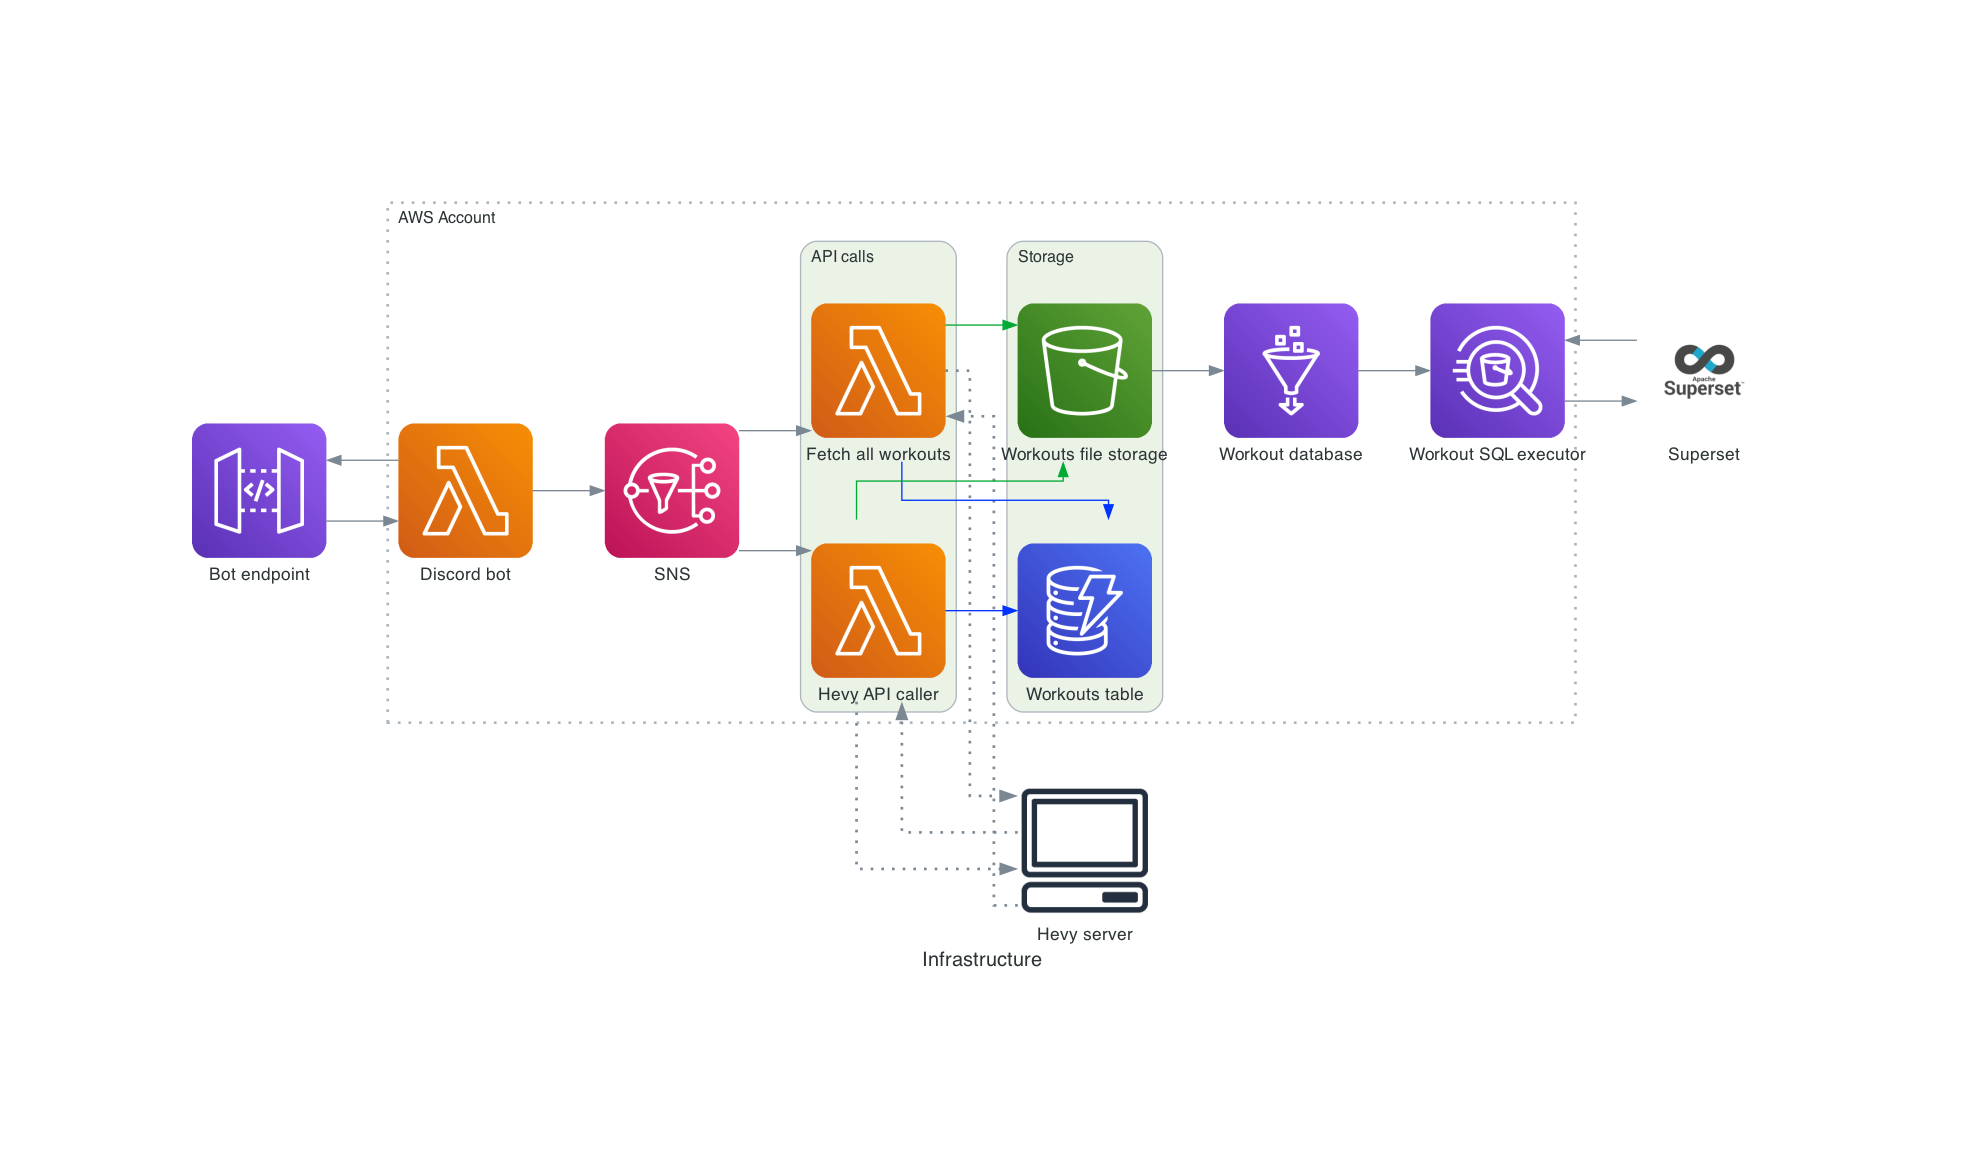 AWS Account
API calls
Storage
Fetch all workouts
Workouts file storage
Workout database
Workout SQL executor
Apache
Superset™
Superset
</>
Bot endpoint
Discord bot
SNS
Hevy API caller
Workouts table
Hevy server
Infrastructure